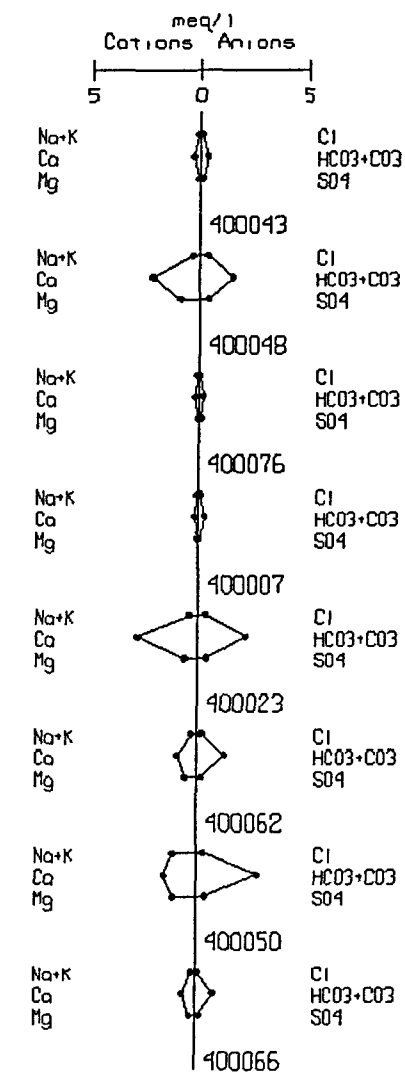 meq/l
Cations Anions
5 0 5
Na+K Cl
Ca HCO3+CO3
Mg SO4
400043
Na+K Cl
Ca HCO3+CO3
Mg SO4
400048
Na+K Cl
Ca HCO3+CO3
Mg SO4
400076
Na+K Cl
Ca HCO3+CO3
Mg SO4
400007
Na+K Cl
Ca HCO3+CO3
Mg SO4
400023
Na+K Cl
Ca HCO3+CO3
Mg SO4
400062
Na+K Cl
Ca HCO3+CO3
Mg SO4
400050
Na+K Cl
Ca HCO3+CO3
Mg SO4
400066